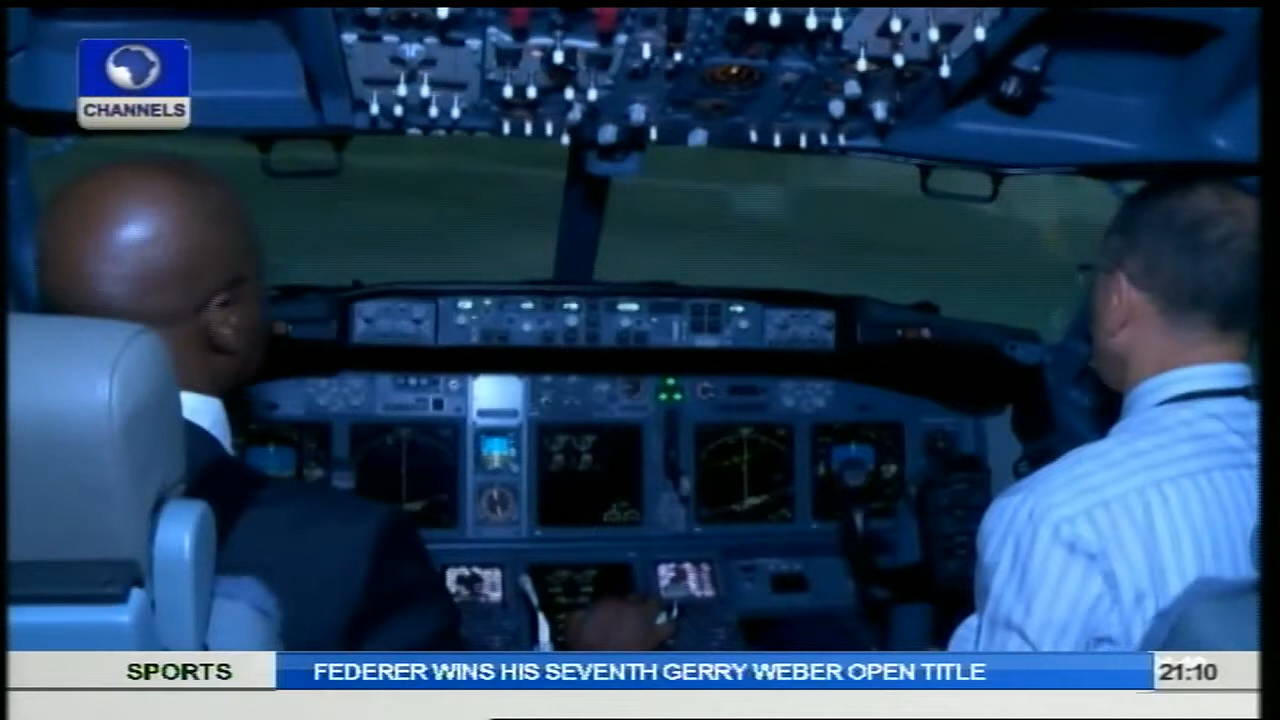 CHANNELS
SPORTS
FEDERER WINS HIS SEVENTH GERRY WEBER OPEN TITLE
21:10